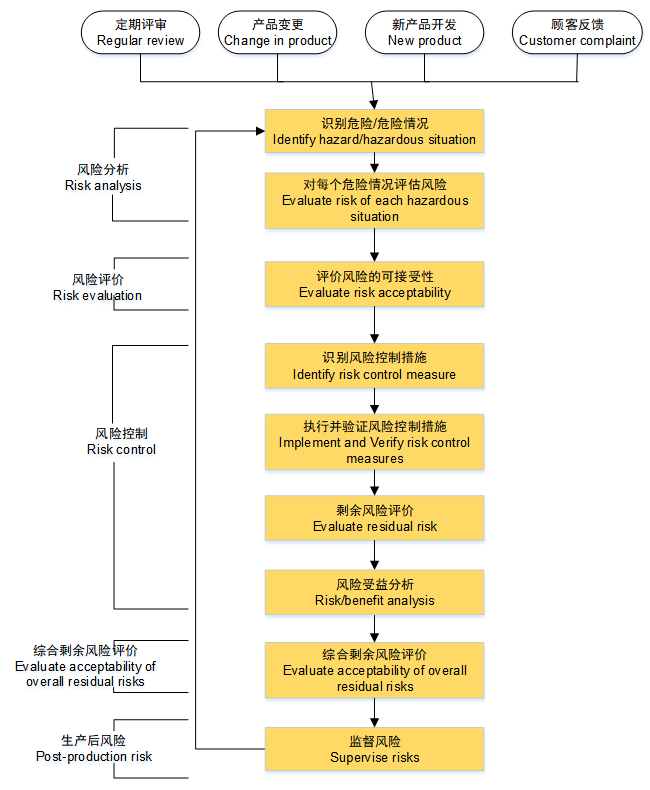 定期评审
Regular review
产品变更
Change in product
新产品开发
New product
顾客反馈
Customer complaint
识别危险/危险情况
Identify hazard/hazardous situation
风险分析
Risk analysis
对每个危险情况评估风险
Evaluate risk of each hazardous
situation
风险评价
Risk evaluation
评价风险的可接受性
Evaluate risk acceptability
识别风险控制措施
Identify risk control measure
风险控制
Risk control
执行并验证风险控制措施
Implement and Verify risk control
measures
剩余风险评价
Evaluate residual risk
风险受益分析
Risk/benefit analysis
综合剩余风险评价
Evaluate acceptability of
overall residual risks
综合剩余风险评价
Evaluate acceptability of overall
residual risks
生产后风险
Post-production risk
监督风险
Supervise risks